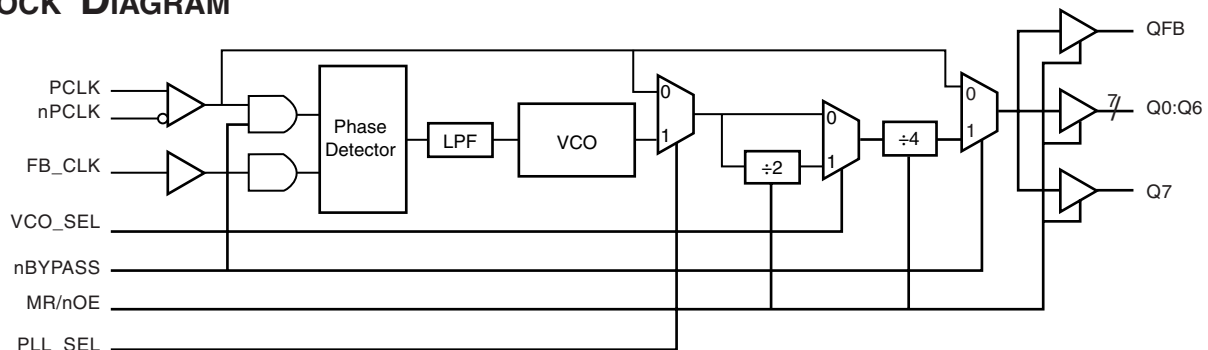 DIAGRAM
QFB
PCLK
nPCLK
0
0
7
Q0:Q6
Phase
Detector
LPF
VCO
1
0
÷4
1
FB_CLK
1
÷2
Q7
VCO_SEL
nBYPASS
MR/nOE
PLL_SEL